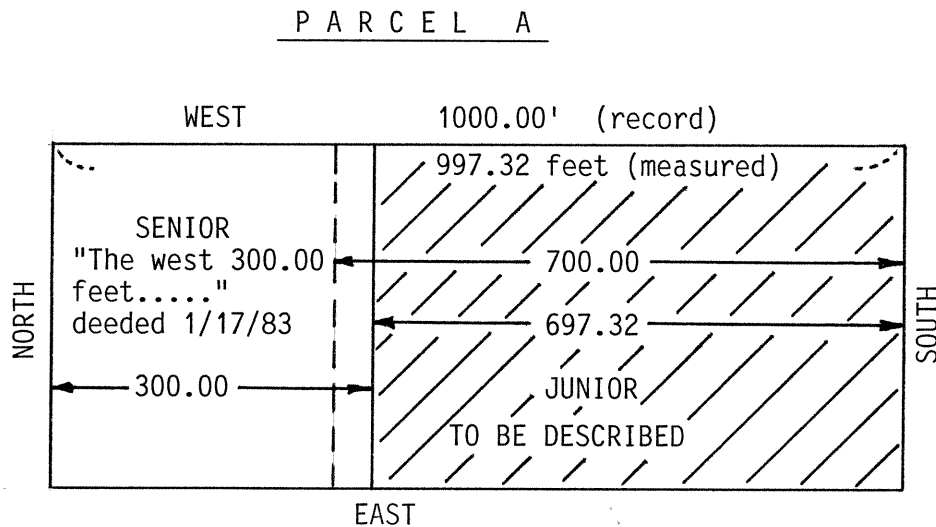 PARCEL A
WEST 1000.00' (record)
997.32 feet (measured)
SENIOR
"The west 300.00
feet....."
deeded 1/17/83
700.00
697.32
300.00
JUNIOR
TO BE DESCRIBED
NORTH
SOUTH
EAST